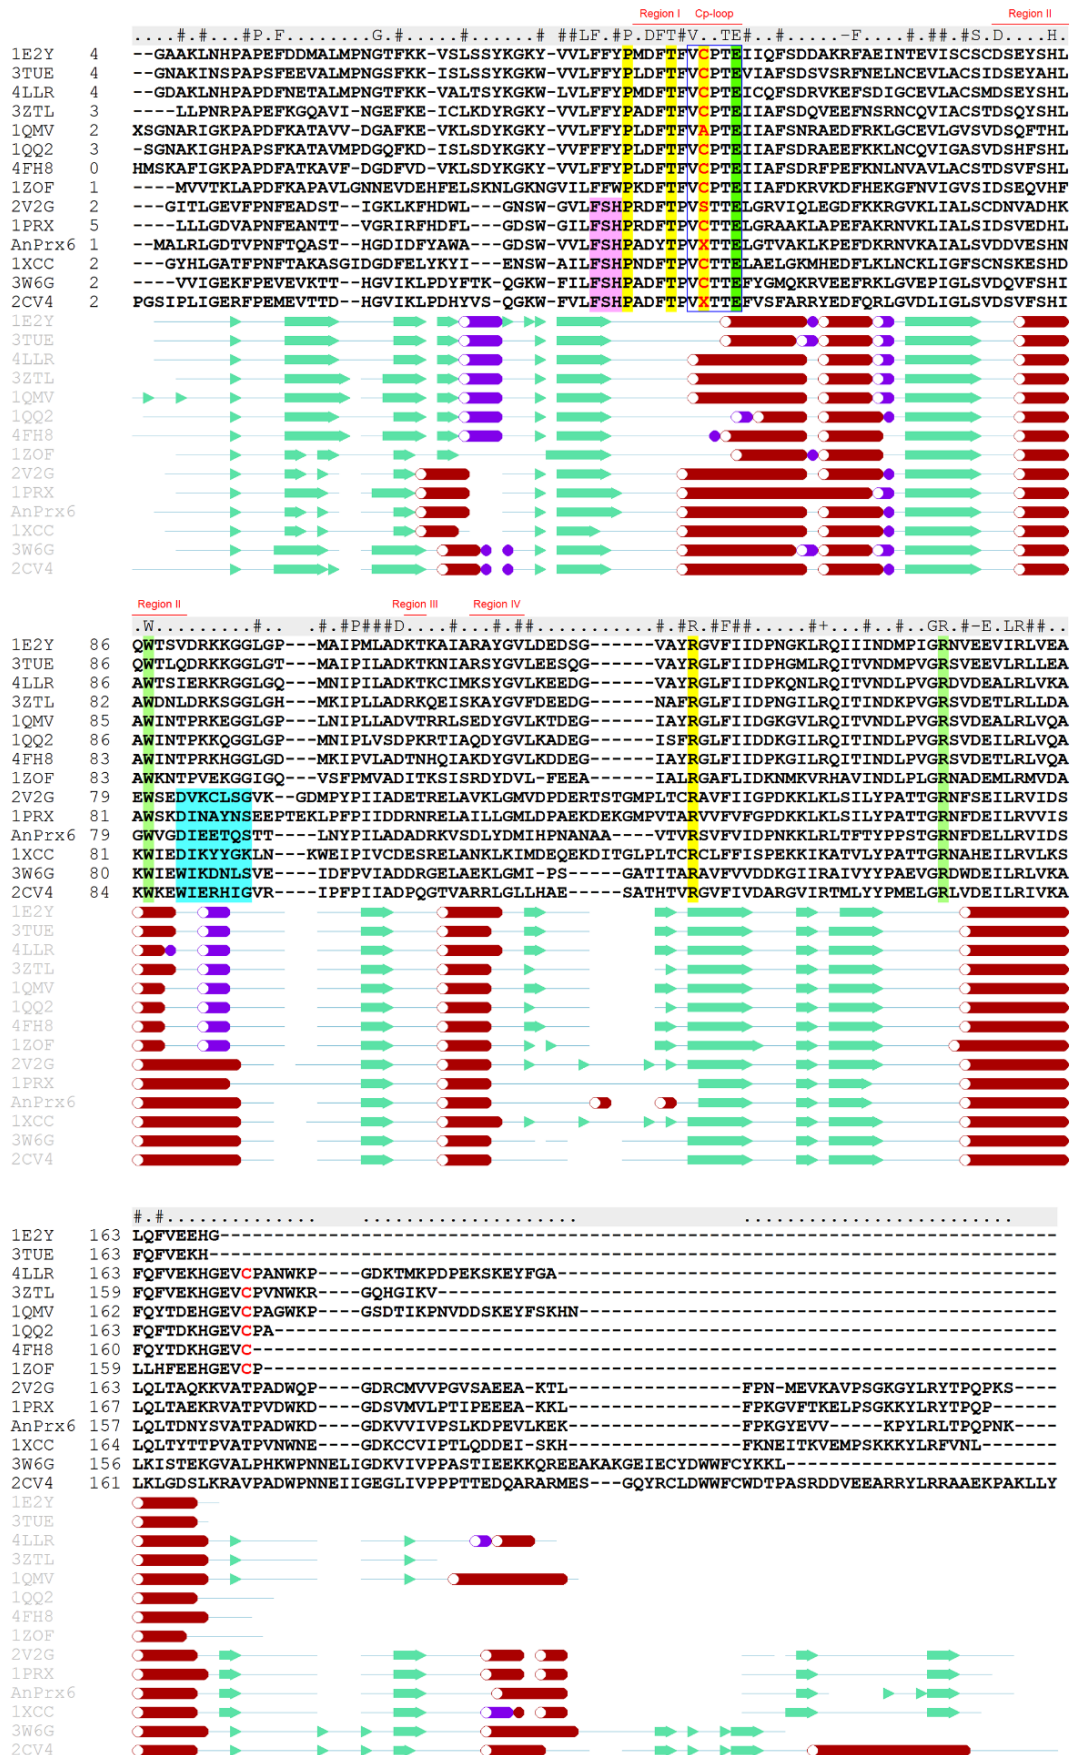 Region I Cp-loop Region II
1E2Y 4 --GAAKLNHPAPEFDDMALMPNGTFKK-VSLSSYKGKY-VVLFFYPMDFTFVCPTEIIQFSDDAKRFAEINTEVISCSCDSEYSHL
3TUE 4 --GNAKINSPAPSFEEVALMPNGSFKK-ISLSSYKGKW-VVLFFYPLDFTFVCPTEVIAFSDSVSRFNELNCEVLACSIDSEYAHL
4LLR 4 --GDAKLNHPAPDFNETALMPNGTFKK-VALTSYKGKW-LVLFFYPMDFTFVCPTEICQFSDRVKEFSDIGCEVLACSMDSEYSHL
3ZTL 3 ----LLPNRPAPEFKGQAVI-NGEFKE-ICLKDYRGKY-VVLFFYPADFTFVCPTEIIAFSDQVEEFNSRNCQVIACSTDSQYSHL
1QMV 2 XSGNARIGKPAPDFKATAVV-DGAFKE-VKLSDYKGKY-VVLFFYPLDFTFVAPTEIIAFSNRAEDFRKLGCEVLGVSVDSQFTHL
1QQ2 3 -SGNAKIGHPAPSFKATAVMPDGQFKD-ISLSDYKGKY-VVFFFYPLDFTFVCPTEIIAFSDRAEEFKKLNCQVIGASVDSHFSHL
4FH8 0 HMSKAFIGKPAPDFATKAVF-DGDFVD-VKLSDYKGKY-VVLFFYPLDFTFVCPTEIIAFSDRFPEFKNLNVAVLACSTDSVFSHL
1ZOF 1 ----MVVTKLAPDFKAPAVLGNNEVDEHFELSKNLGKNGVILFFWPKDFTFVCPTEIIAFDKRVKDFHEKGFNVIGVSIDSEQVHF
2V2G 2 ---GITLGEVFPNFEADST--IGKLKFHDWL---GNSW-GVLFSHPRDFTPVSTTELGRVIQLEGDFKKRGVKLIALSCDNVADHK
1PRX 5 ---LLLGDVAPNFEANTT--VGRIRFHDFL---GDSW-GILFSHPRDFTPVCTTELGRAAKLAPEFAKRNVKLIALSIDSVEDHL
AnPrx6 1 --MALRLGDTVPNFTQAST--HGDIDFYAWA---GDSW-VVLFSHPADYTPVXTTELGTVAKLKPEFDKRNVKAIALSVDDVESHN
1XCC 2 ---GYHLGATFPNFTAKASGIDGDFELYKYI---ENSW-AILFSHPNDFTPVCTTELAELGKMHEDFLKLNCKLIGFSCNSKESHD
3W6G 2 ----VVIGEKFPEVEVKTT--HGVIKLPDYFTK-QGKW-FVLFSHPADFTPVCTTEFYGMQKRVEEFRKLGVEPIGLSVDQVFSHI
2CV4 2 PGSIPLIGERFPEMEVTTD--HGVIKLPDHYVS-QGKW-FVLFSHPADFTPVXTTEFVSFARRYEDFQRLGVDLIGLSVDSVFSHI
1E2Y
3TUE
4LLR
3ZTL
1QMV
1QQ2
4FH8
1ZOF
2V2G
1PRX
AnPrx6
1XCC
3W6G
2CV4
Region II Region III Region IV
1E2Y 86 QWTSVDRKKGGLGP---MAIPMLADKTKAIARAYGVLDEDSG------VAYRGVFIIDPNGKLRQIIINDMPIGRNVEEVIRLVEA
3TUE 86 QWTLQDRKKGGLGT---MAIPILADKTKNIARSYGVLEESQG------VAYRGLFIIDPHGMLRQITVNDMPVGRSVEEVLRLLEA
4LLR 86 AWTSIERKRGGLGQ---MNIPILADKTKCIMKSYGVLKEEDG------VAYRGLFIIDPKQNLRQITVNDLPVGRDVDEALRLVKA
3ZTL 82 AWDNLDRKSGGLGH---MKIPLLADRKQEISKAYGVFDEEDG------NAFRGLFIIDPNGILRQITINDKPVGRSVDETLRLLDA
1QMV 85 AWINTPRKEGGLGP---LNIPLLADVTRRLSEDYGVLKTDEG------IAYRGLFIIDGKGVLRQITVNDLPVGRSVDEALRLVQA
1QQ2 86 AWINTPKKQGGLGP---MNIPLVSDPKRTIAQDYGVLKADEG------ISFRGLFIIDDKGILRQITINDLPVGRSVDEILRLVQA
4FH8 83 AWINTPRKHGGLGD---MKIPVLADTNHQIAKDYGVLKDDEG------IAYRGLFIIDPKGILRQITINDLPVGRSVDETLRLVQA
1ZOF 83 AWKNTPVEKGGIGQ---VSFPMVADITKSISRDYDVL-FEEA------IALRGAFLIDKNMKVRHAVINDLPLGRNADEMLRMVDA
2V2G 79 EWSEDVKCLSGVK--GDMPYPIIADETRELAVKLGMVDPDERTSTGMPLTCRAVFIIGPDKKLKLSILYPATTGRNFSEILRVIDS
1PRX 81 AWSKDINAYNSEEPTEKLPFPIIDDRNRELAILLGMLDPAEKDEKGMPVTARVVFVFGPDKKLKLSILYPATTGRNFDEILRVVIS
AnPrx6 79 GWVGDIEETQSTT---LNYPILADADRKVSDLYDMIHPNANAA-----VTVRSVFVIDPNKKLRLTFTYPPSTGRNFDELLRVIDS
1XCC 81 KWIEDIKYYGKLN---KWEIPIVCDESRELANKLKIMDEQEKDITGLPLTCRCLFFISPEKKIKATVLYPATTGRNAHEILRVLKS
3W6G 80 KWIEWIKDNLSVE----IDFPVIADDRGELAEKLGMI-PS-----GATITARAVFVVDDKGIIRAIVYYPAEVGRDWDEILRLVKA
2CV4 84 KWKEWIERHIGVR----IPFPIIADPQGTVARRLGLLHAE-----SATHTVRGVFIVDARGVIRTMLYYPMELGRLVDEILRIVKA
1E2Y
3TUE
4LLR
3ZTL
1QMV
1QQ2
4FH8
1ZOF
2V2G
1PRX
AnPrx6
1XCC
3W6G
2CV4
1E2Y 163 LQFVEEHG
3TUE 163 FQFVEKH
4LLR 163 FQFVEKHGEVCPANWKP----GDKTMKPDPEKSKEYFGA
3ZTL 159 FQFVEKHGEVCPVNWKR----GQHGIKV
1QMV 162 FQYTDEHGEVCPAGWKP----GSDTIKPNVDDSKEYFSKHN
1QQ2 163 FQFTDKHGEVCPA
4FH8 160 FQYTDKHGEVC
1ZOF 159 LLHFEEHGEVCP
2V2G 163 LQLTAQKKVATPADWQP----GDRCMVVPGVSAEEA-KTL----------------FPN-MEVKAVPSGKGYLRYTPQPKS----
1PRX 167 LQLTAEKRVATPVDWKD----GDSVMVLPTIPEEEA-KKL----------------FPKGVFTKELPSGKKYLRYTPQP------
AnPrx6 157 LQLTDNYSVATPADWKD----GDKVVIVPSLKDPEVLKEK----------------FPKGYEVV-----KPYLRLTPQPNK----
1XCC 164 LQLTYTTPVATPVNWNE----GDKCCVIPTLQDDEI-SKH----------------FKNEITKVEMPSKKKYLRFVNL-------
3W6G 156 LKISTEKGVALPHKWPNNELIGDKVIVPPASTIEEKKQREEAKAKGEIECYDWWFCYKKL
2CV4 161 LKLGDSLKRAVPADWPNNEIIGEGLIVPPPTTEDQARARMES---GQYRCLDWWFCWDTPASRDDVEEARRYLRRAAEKPAKLLY
1E2Y
3TUE
4LLR
3ZTL
1QMV
1QQ2
4FH8
1ZOF
2V2G
1PRX
AnPrx6
1XCC
3W6G
2CV4